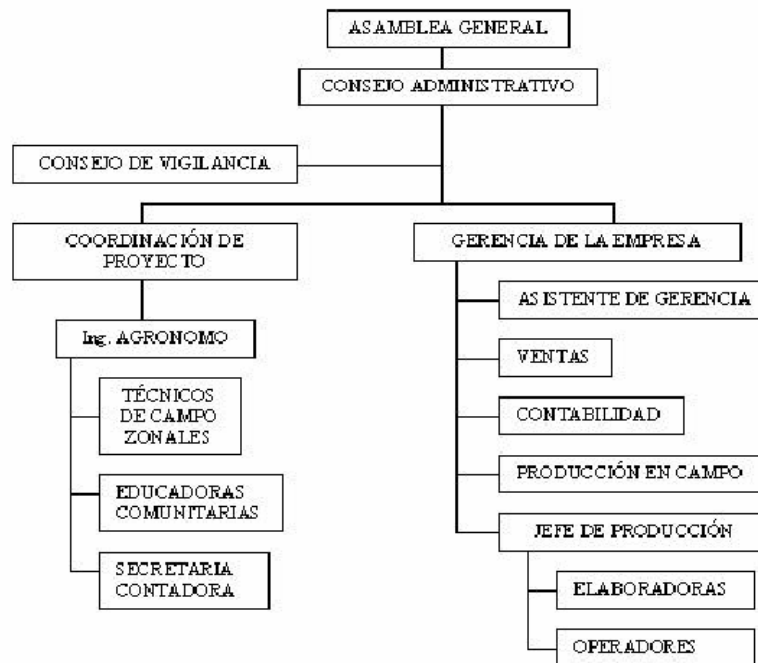 ASAMBLEA GENERAL
CONSEJO ADMINISTRATIVO
CONSEJO DE VIGILANCIA
COORDINACIÓN DE
PROYECTO
GERENCIA DE LA EMPRESA
Ing. AGRONOMO
TÉCNICOS
DE CAMPO
ZONALES
EDUCADORAS
COMUNITARIAS
SECRETARIA
CONTADORA
ASISTENTE DE GERENCIA
VENTAS
CONTABILIDAD
PRODUCCIÓN EN CAMPO
JEFE DE PRODUCCIÓN
ELABORADORAS
OPERADORES